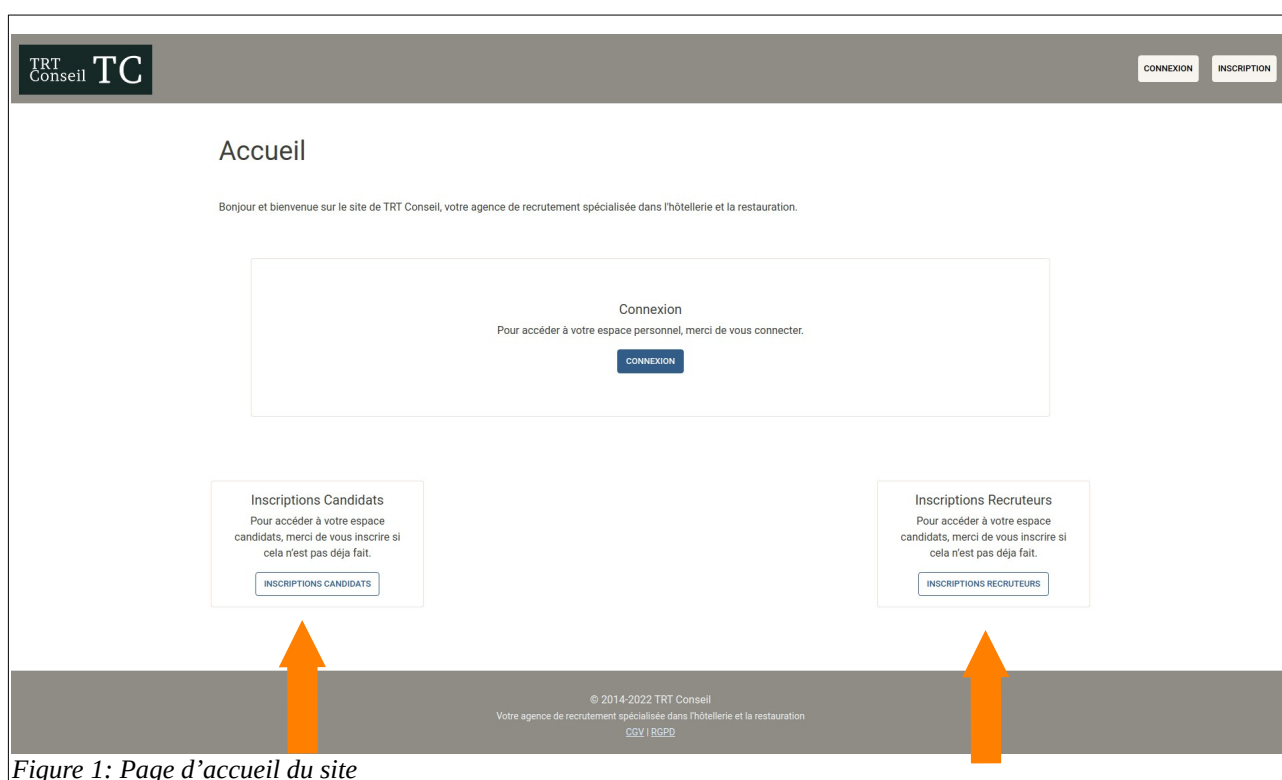 TRT
Conseil TC
CONNEXION INSCRIPTION
Accueil
Bonjour et bienvenue sur le site de TRT Conseil, votre agence de recrutement spécialisée dans l'hôtellerie et la restauration.
Connexion
Pour accéder à votre espace personnel, merci de vous connecter.
CONNEXION
Inscriptions Candidats
Pour accéder à votre espace
candidats, merci de vous inscrire si
cela n'est pas déja fait.
INSCRIPTIONS CANDIDATS
Inscriptions Recruteurs
Pour accéder à votre espace
candidats, merci de vous inscrire si
cela n'est pas déja fait.
INSCRIPTIONS RECRUTEURS
© 2014-2022 TRT Conseil
Votre agence de recrutement spécialisée dans l'hôtellerie et la restauration
CGV | RGPD
Figure 1: Page d'accueil du site